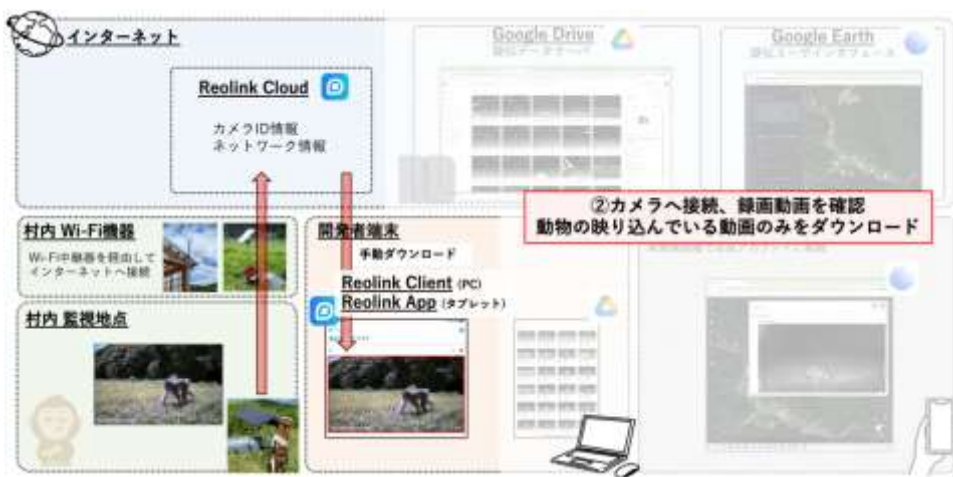 インターネット
Reolink Cloud
カメラID情報
ネットワーク情報
Google Drive
Google Earth
②カメラへ接続、録画動画を確認
動物の映り込んでいる動画のみをダウンロード
村内 Wi-Fi機器
Wi-Fi中継器を経由して
インターネットへ接続
開発者端末
手動ダウンロード
Reolink Client (PC)
Reolink App (タブレット)
村内 監視地点